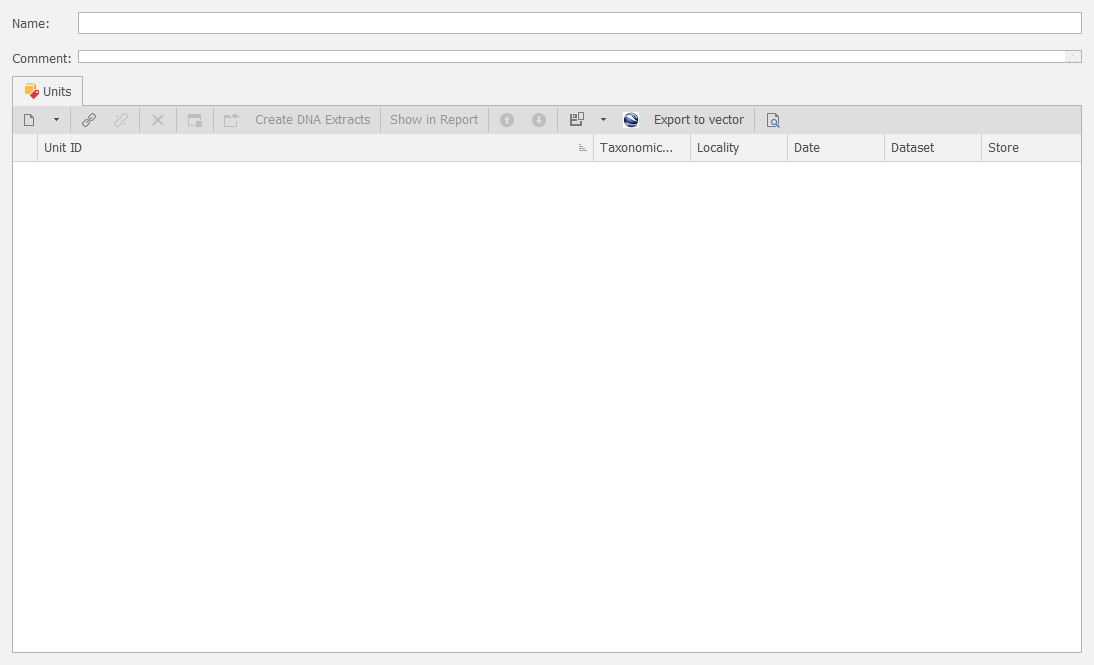 Name:
Comment:
Units
Create DNA Extracts Show in Report Export to vector
Unit ID Taxonomic... Locality Date Dataset Store